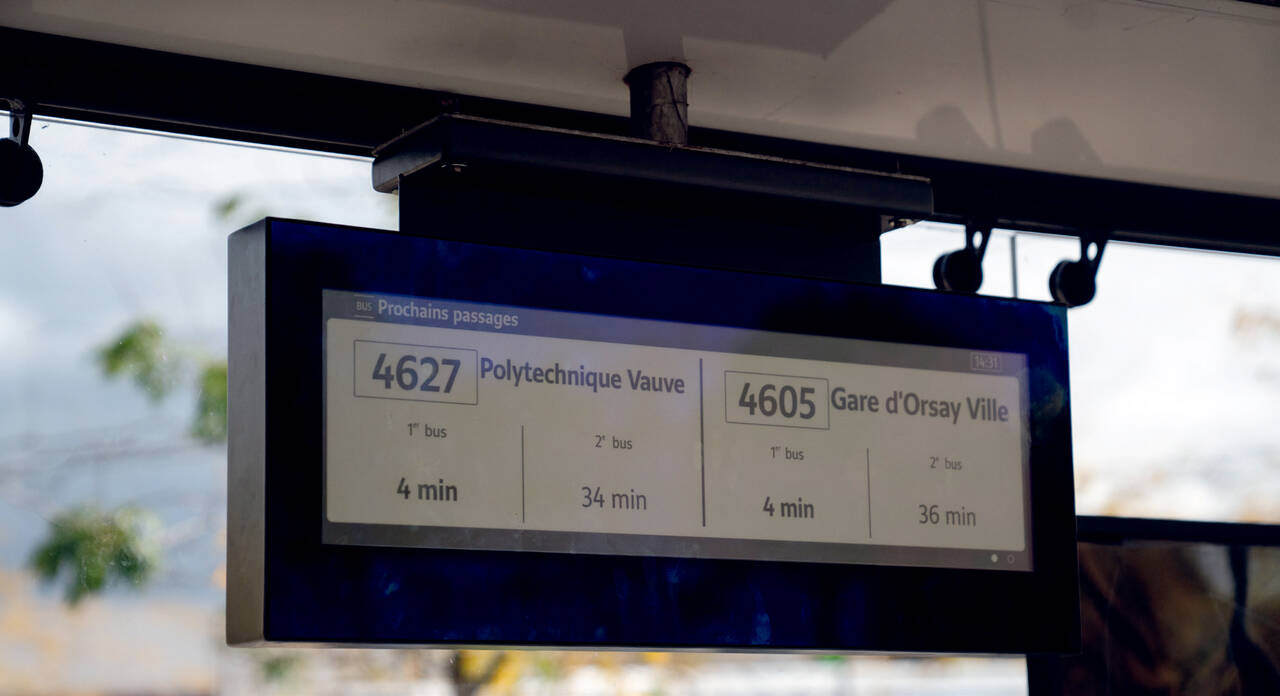 BUS Prochains passages
14:31
4627 Polytechnique Vauve
1er bus
2e bus
4 min
34 min
4605 Gare d'Orsay Ville
1er bus
2e bus
4 min
36 min